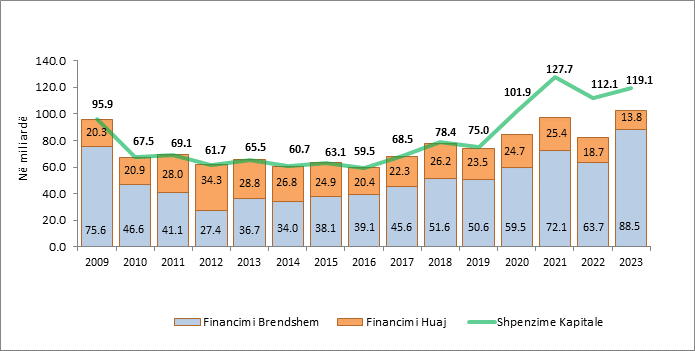 Në miliardë
140.0
120.0
100.0
80.0
60.0
40.0
20.0
0.0
95.9 67.5 69.1 61.7 65.5 60.7 63.1 59.5 68.5 78.4 75.0 101.9 127.7 112.1 119.1
20.3 20.9 28.0 34.3 28.8 26.8 24.9 20.4 22.3 26.2 23.5 24.7 25.4 18.7 13.8
75.6 46.6 41.1 27.4 36.7 34.0 38.1 39.1 45.6 51.6 50.6 59.5 72.1 63.7 88.5
2009 2010 2011 2012 2013 2014 2015 2016 2017 2018 2019 2020 2021 2022 2023
Financimi Brendshem Financimi Huaj Shpenzime Kapitale